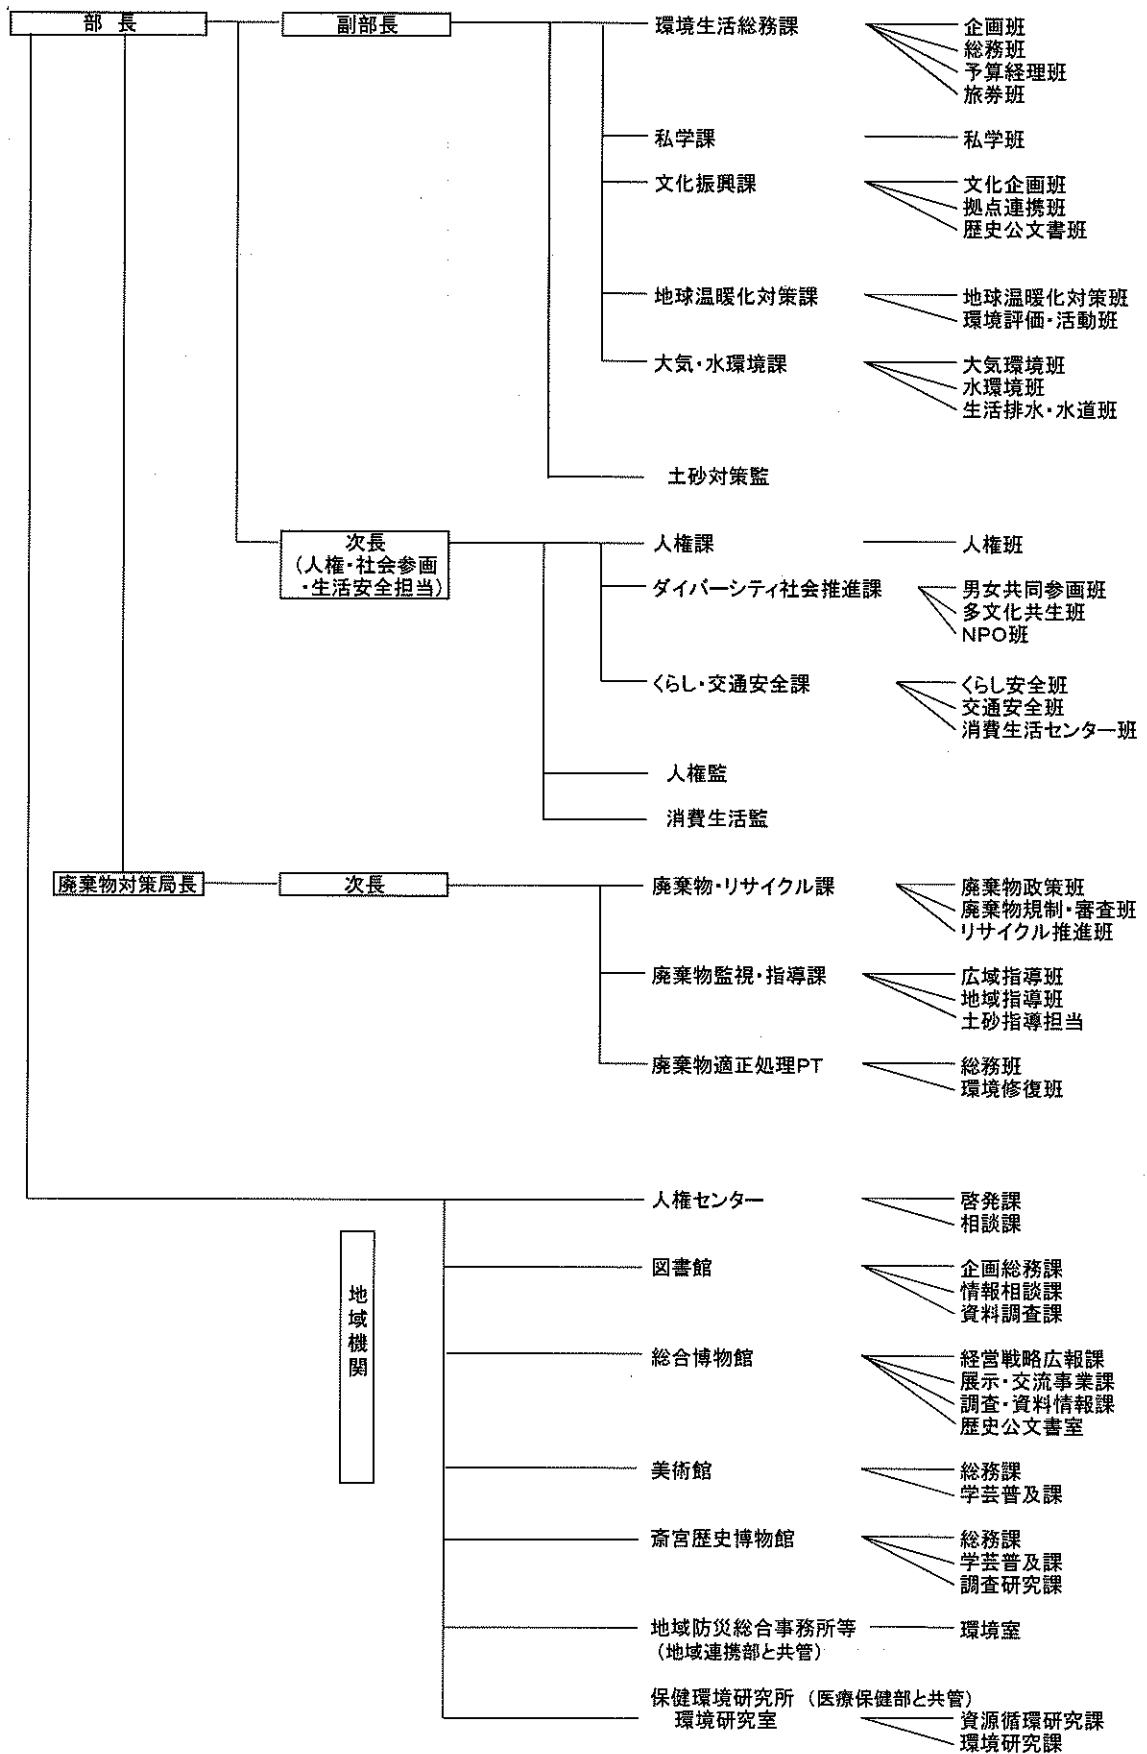 部 長
副部長
環境生活総務課
企画班
総務班
予算経理班
旅券班
私学課
私学班
文化振興課
文化企画班
拠点連携班
歴史公文書班
地球温暖化対策課
地球温暖化対策班
環境評価・活動班
大気・水環境課
大気環境班
水環境班
生活排水・水道班
土砂対策監
次長
(人権・社会参画
・生活安全担当)
人権課
人権班
ダイバーシティ社会推進課
男女共同参画班
多文化共生班
NPO班
くらし・交通安全課
くらし安全班
交通安全班
消費生活センター班
人権監
消費生活監
廃棄物対策局長
次長
廃棄物・リサイクル課
廃棄物政策班
廃棄物規制・審査班
リサイクル推進班
廃棄物監視・指導課
広域指導班
地域指導班
土砂指導担当
廃棄物適正処理PT
総務班
環境修復班
地域機関
人権センター
啓発課
相談課
図書館
企画総務課
情報相談課
資料調査課
総合博物館
経営戦略広報課
展示・交流事業課
調査・資料情報課
歴史公文書室
美術館
総務課
学芸普及課
斎宮歴史博物館
総務課
学芸普及課
調査研究課
地域防災総合事務所等
(地域連携部と共管)
環境室
保健環境研究所 (医療保健部と共管)
環境研究室
資源循環研究課
環境研究課